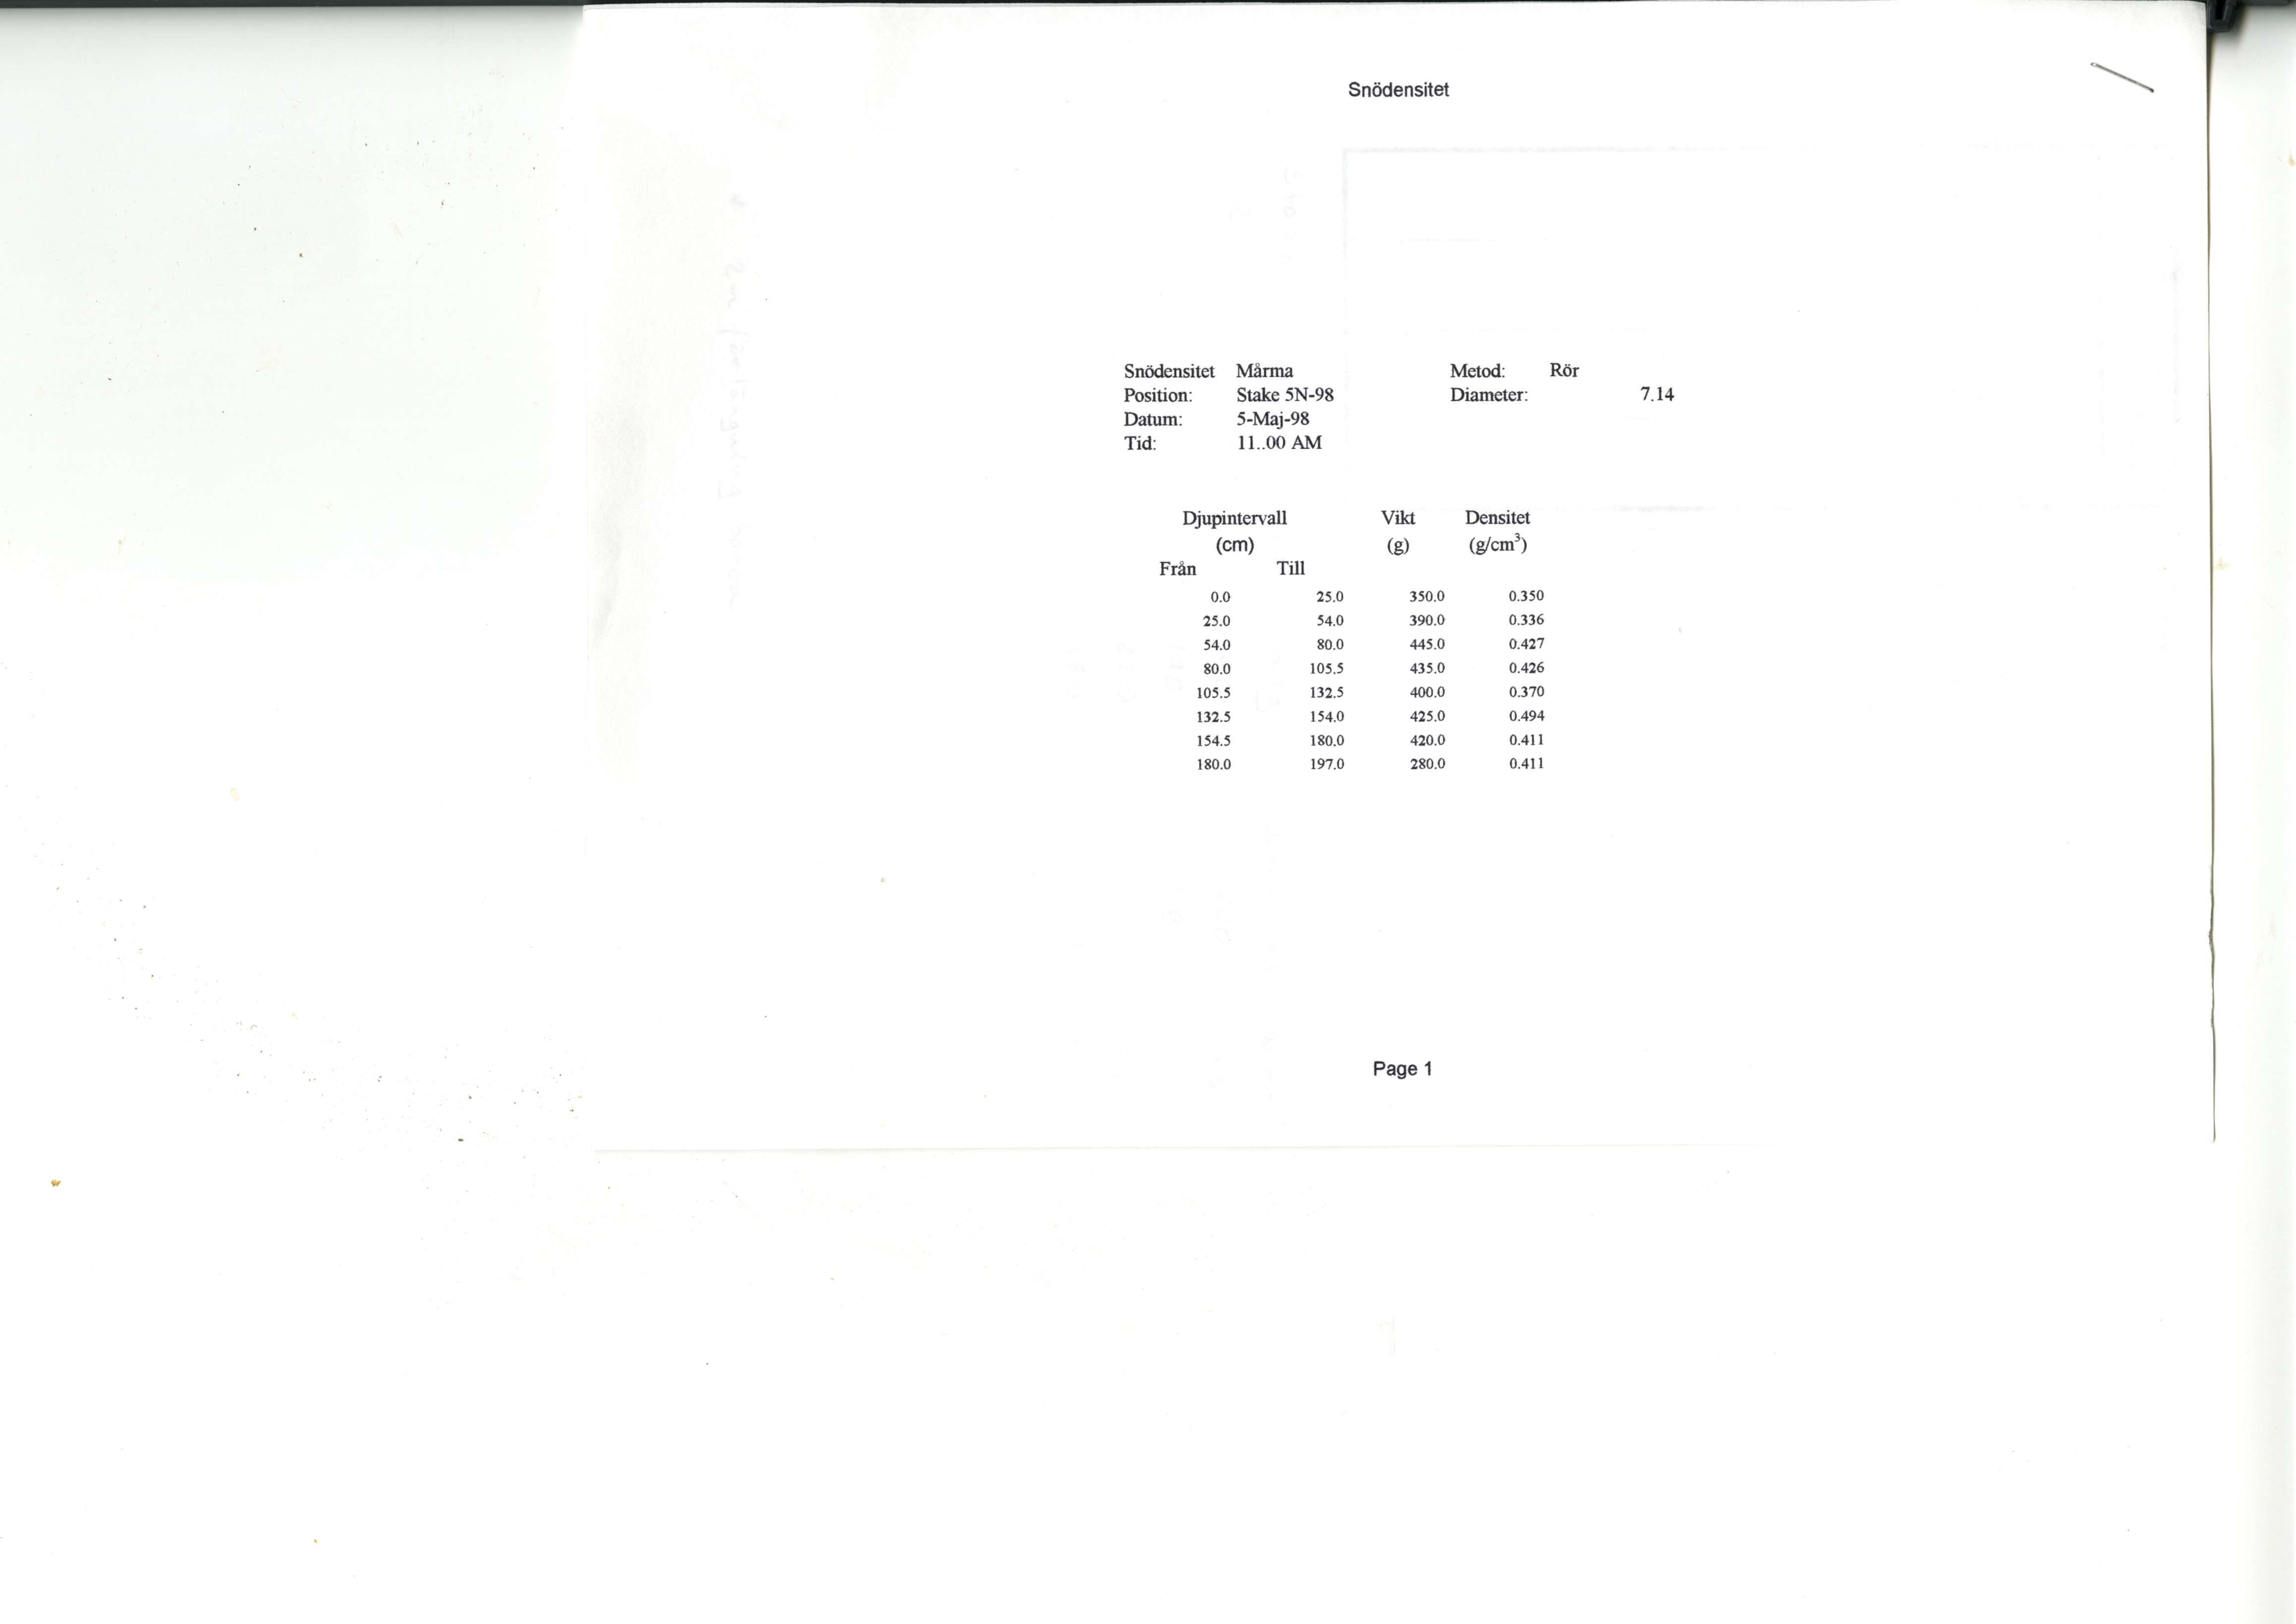 Snödensitet
Snödensitet Mårma Metod: Rör
Position: Stake 5N-98 Diameter: 7.14
Datum: 5-Maj-98
Tid: 11..00 AM
Djupintervall Vikt Densitet
(cm) (g) (g/cm³)
Från Till
0.0 25.0 350.0 0.350
25.0 54.0 390.0 0.336
54.0 80.0 445.0 0.427
80.0 105.5 435.0 0.426
105.5 132.5 400.0 0.370
132.5 154.0 425.0 0.494
154.5 180.0 420.0 0.411
180.0 197.0 280.0 0.411
Page 1